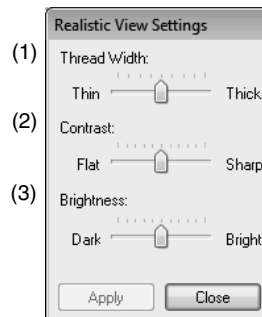 Realistic View Settings
(1) Thread Width:
Thin Thick
(2) Contrast:
Flat Sharp
(3) Brightness:
Dark Bright
Apply Close